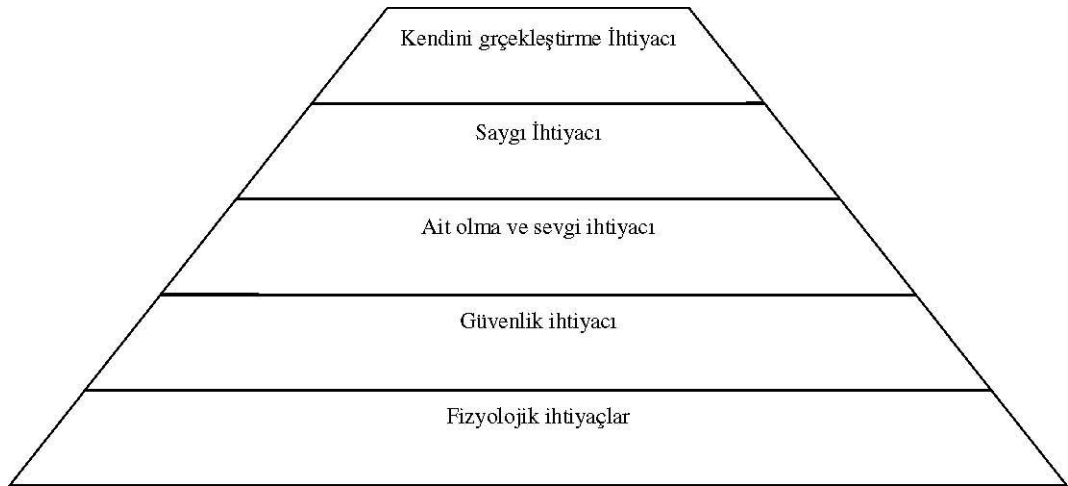 Kendini grçekleştirme İhtiyacı
Saygı İhtiyacı
Ait olma ve sevgi ihtiyacı
Güvenlik ihtiyacı
Fizyolojik ihtiyaçlar